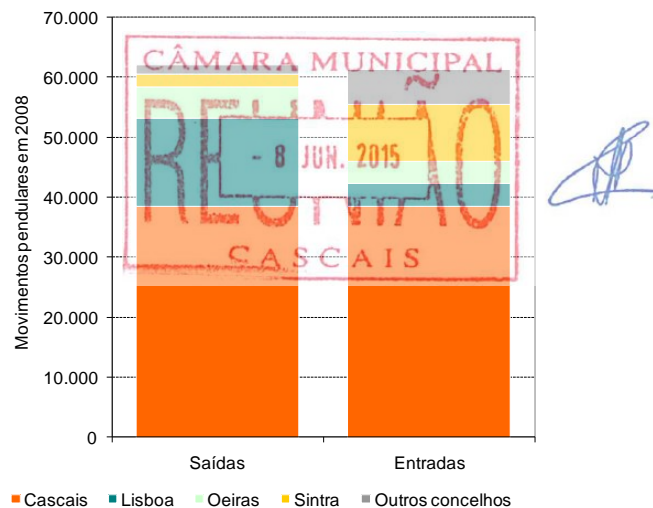 70.000
60.000
50.000
40.000
30.000
20.000
10.000
0
Movimentos pendulares em 2008
CÂMARA MUNICIPAL
REUNIÃO
- 8 JUN. 2015
CASCAIS
Saídas
Entradas
Cascais
Lisboa
Oeiras
Sintra
Outros concelhos